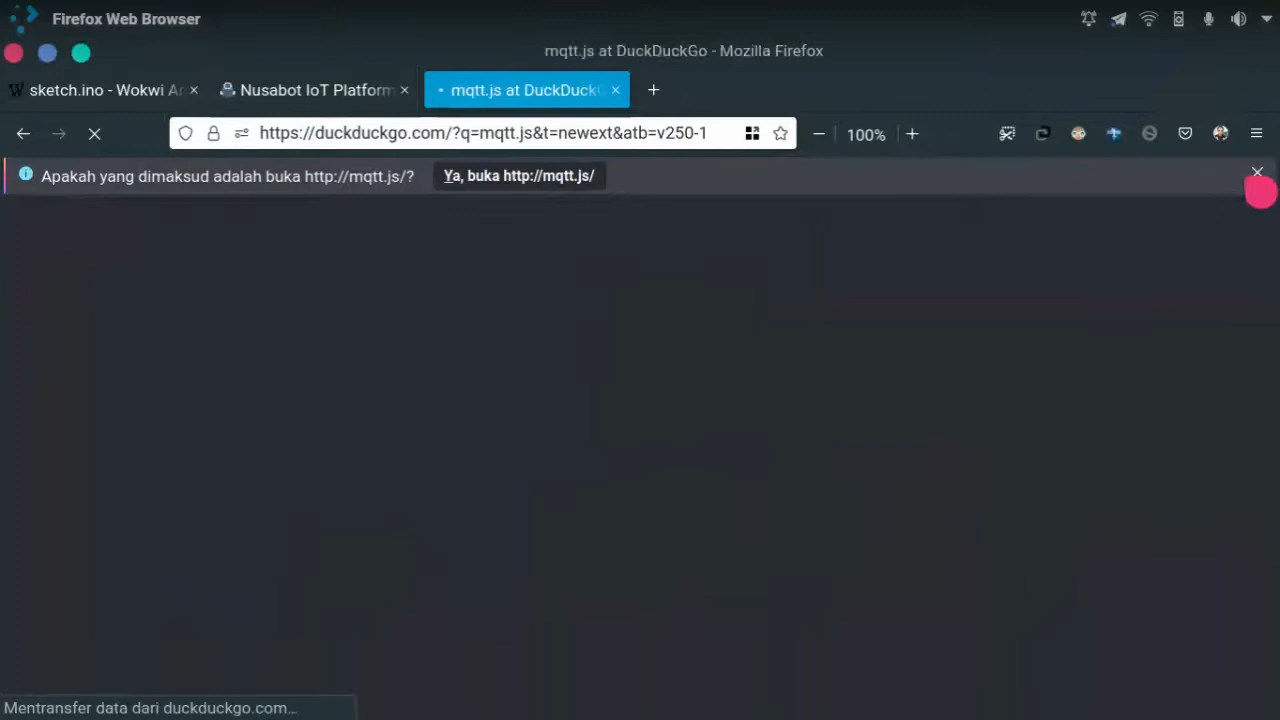 Firefox Web Browser
mqtt.js at DuckDuckGo - Mozilla Firefox
sketch.ino - Wokwi Ar
Nusabot IoT Platform
mqtt.js at DuckDuckG
https://duckduckgo.com/?q=mqtt.js&t=newext&atb=v250-1
100%
Apakah yang dimaksud adalah buka http://mqtt.js/?
Ya, buka http://mqtt.js/
Mentransfer data dari duckduckgo.com…